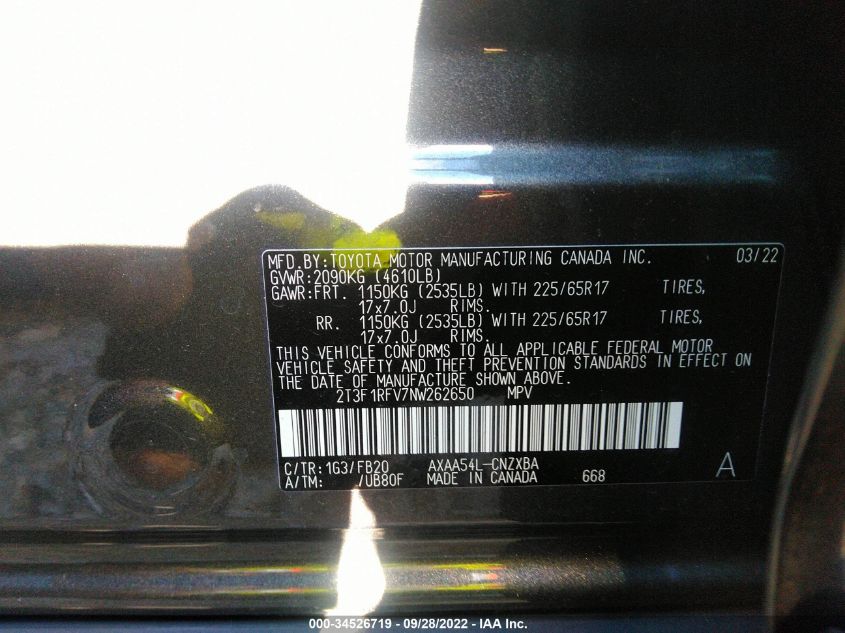 MFD.BY:TOYOTA MOTOR MANUFACTURING CANADA INC. 03/22
GVWR:2090KG (4610LB)
GAWR:FRT. 1150KG (2535LB) WITH 225/65R17 TIRES,
17x7.0J RIMS.
RR. 1150KG (2535LB) WITH 225/65R17 TIRES,
17x7.0J RIMS.
THIS VEHICLE CONFORMS TO ALL APPLICABLE FEDERAL MOTOR
VEHICLE SAFETY AND THEFT PREVENTION STANDARDS IN EFFECT ON
THE DATE OF MANUFACTURE SHOWN ABOVE.
2T3F1RFV7NW262650 MPV
C/TR:1G3/FB20 AXAA54L-CNZXBA A
A/TM: /UB80F MADE IN CANADA 668
000-34526719 / 09/28/2022 - IAA Inc.